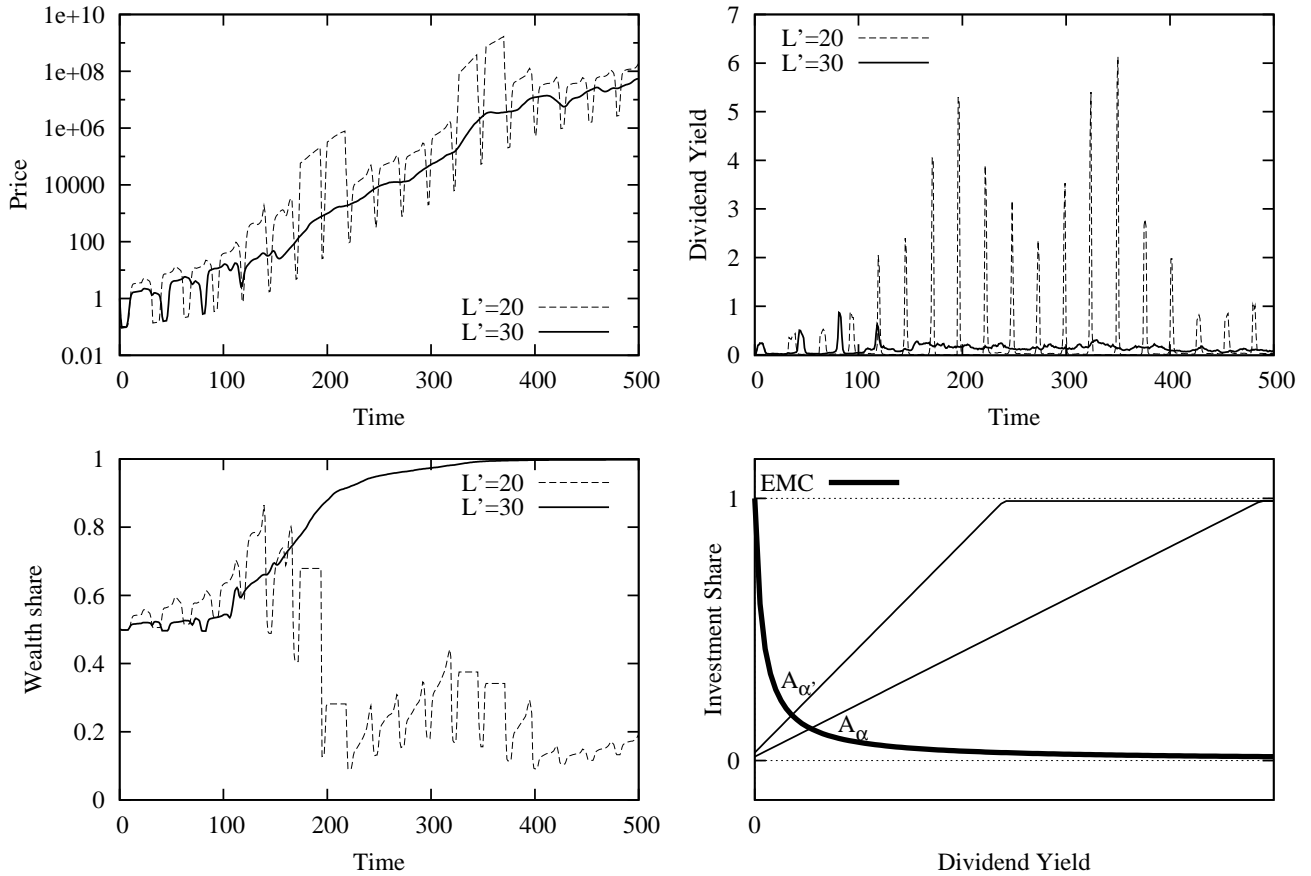 1e+10
1e+08
1e+06
10000
100
1
0.01
Price
L'=20
L'=30
0 100 200 300 400 500
Time
7
6
5
4
3
2
1
0
Dividend Yield
L'=20
L'=30
0 100 200 300 400 500
Time
1
0.8
0.6
0.4
0.2
0
Wealth share
L'=20
L'=30
0 100 200 300 400 500
Time
EMC
1
0
Investment Share
Aα'
Aα
0
Dividend Yield